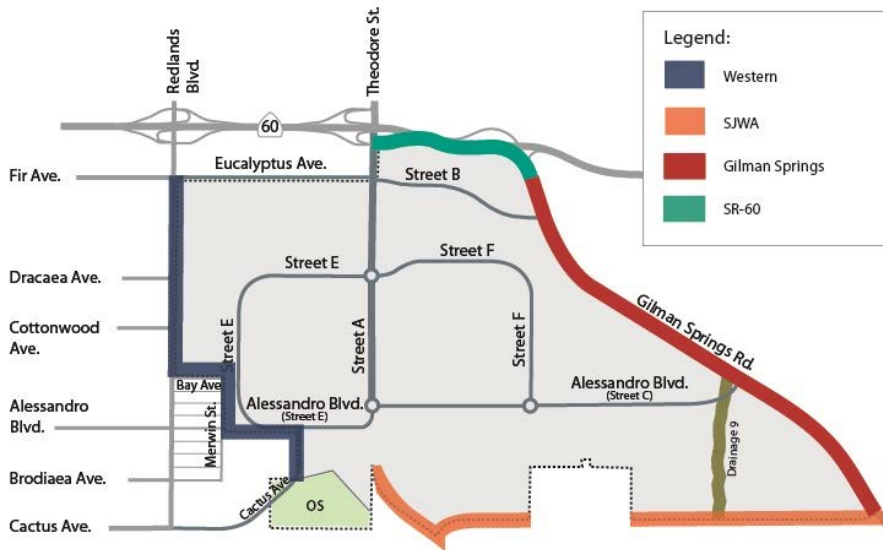 Redlands
Blvd.
Theodore St.
60
Legend:
Western
SJWA
Gilman Springs
SR-60
Eucalyptus Ave.
Fir Ave.
Street B
Street F
Street E
Dracaea Ave.
Gilman Springs Rd.
Cottonwood
Ave.
Street E
Street A
Street F
Bay Ave
Alessandro Blvd.
(Street C)
Alessandro Blvd.
(Street E)
Alessandro
Blvd.
Merwin St.
Drainage 9
Brodiaea Ave.
Cactus Ave.
OS
Cactus Ave.